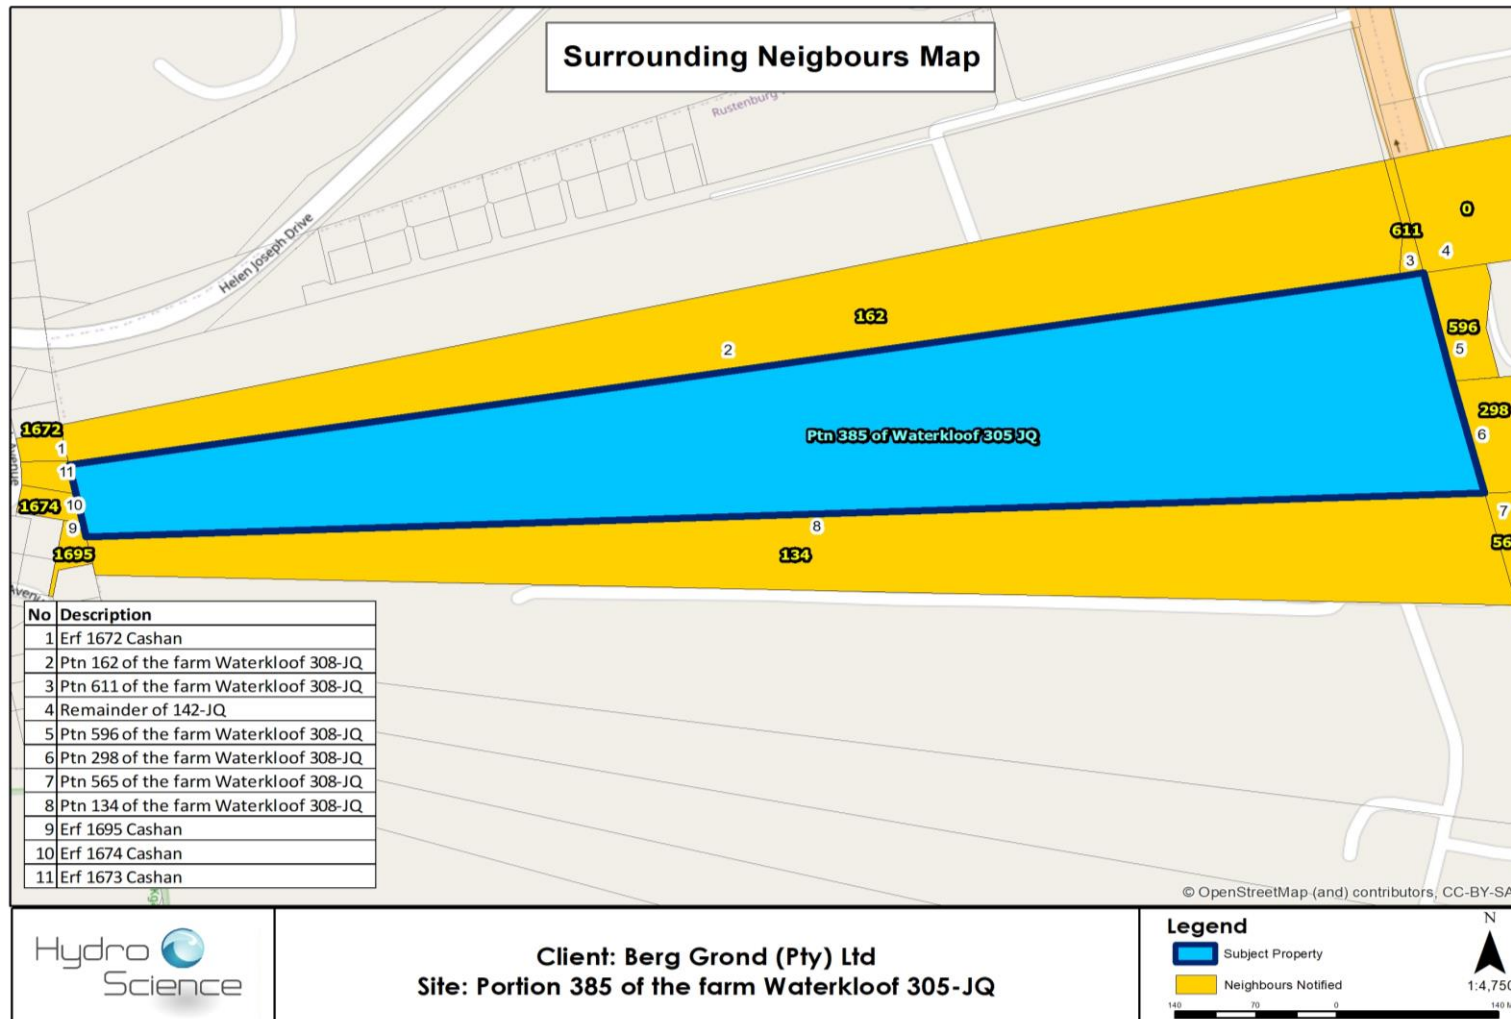 Surrounding Neigbours Map
Rustenburg
Helen Joseph Drive
0
611
3
4
162
2
596
5
1672
1
298
Ptn 385 of Waterkloof 305 JQ
6
11
1674
10
7
9
8
56
1695
134
No Description
1 Erf 1672 Cashan
2 Ptn 162 of the farm Waterkloof 308-JQ
3 Ptn 611 of the farm Waterkloof 308-JQ
4 Remainder of 142-JQ
5 Ptn 596 of the farm Waterkloof 308-JQ
6 Ptn 298 of the farm Waterkloof 308-JQ
7 Ptn 565 of the farm Waterkloof 308-JQ
8 Ptn 134 of the farm Waterkloof 308-JQ
9 Erf 1695 Cashan
10 Erf 1674 Cashan
11 Erf 1673 Cashan
© OpenStreetMap (and) contributors, CC-BY-SA
Hydro
Science
Client: Berg Grond (Pty) Ltd
Site: Portion 385 of the farm Waterkloof 305-JQ
Legend
Subject Property
Neighbours Notified
N
1:4,750
140 70 0 140 M